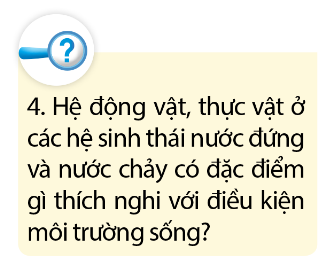 ?
4. Hệ động vật, thực vật ở
các hệ sinh thái nước đứng
và nước chảy có đặc điểm
gì thích nghi với điều kiện
môi trường sống?